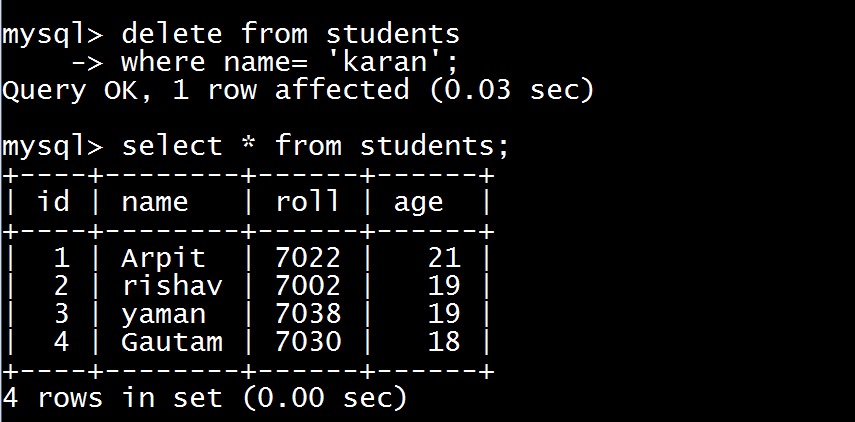 mysql> delete from students
    -> where name= 'karan';
Query OK, 1 row affected (0.03 sec)
mysql> select * from students;
+----+--------+------+------+
| id | name   | roll | age  |
+----+--------+------+------+
|  1 | Arpit  | 7022 |   21 |
|  2 | rishav | 7002 |   19 |
|  3 | yaman  | 7038 |   19 |
|  4 | Gautam | 7030 |   18 |
+----+--------+------+------+
4 rows in set (0.00 sec)